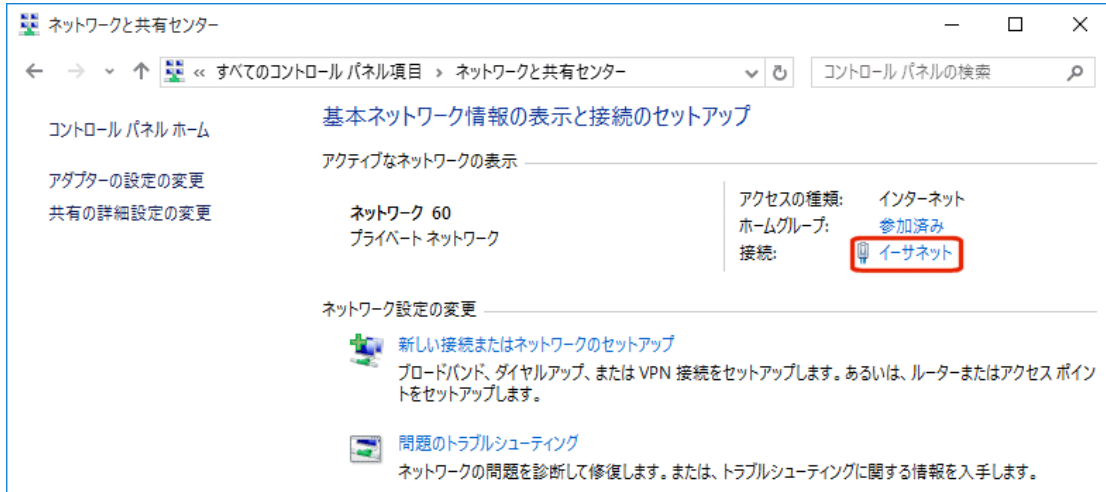 ネットワークと共有センター
« すべてのコントロール パネル項目 › ネットワークと共有センター
コントロール パネルの検索
コントロール パネル ホーム
アダプターの設定の変更
共有の詳細設定の変更
基本ネットワーク情報の表示と接続のセットアップ
アクティブなネットワークの表示
ネットワーク 60
プライベート ネットワーク
アクセスの種類: インターネット
ホームグループ: 参加済み
接続: イーサネット
ネットワーク設定の変更
新しい接続またはネットワークのセットアップ
ブロードバンド、ダイヤルアップ、または VPN 接続をセットアップします。あるいは、ルーターまたはアクセス ポイン
トをセットアップします。
問題のトラブルシューティング
ネットワークの問題を診断して修復します。または、トラブルシューティングに関する情報を入手します。